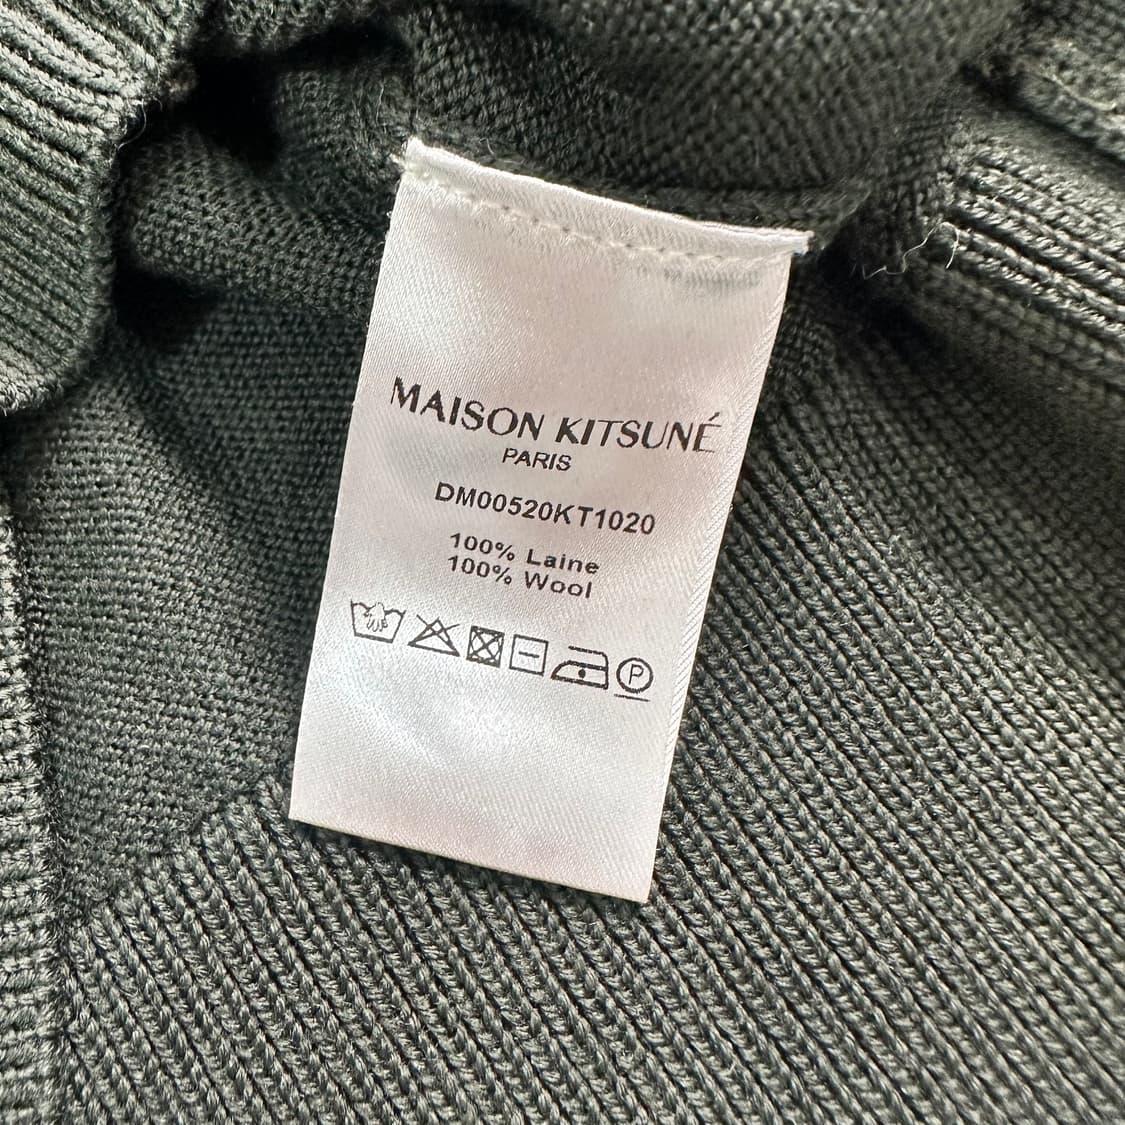 MAISON KITSUNÉ
PARIS
DM00520KT1020
100% Laine
100% Wool
P